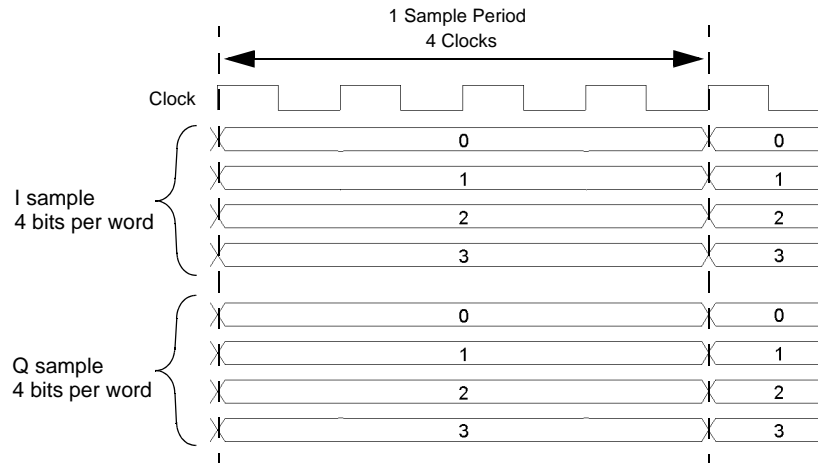 1 Sample Period
4 Clocks
Clock
0 0
1 1
I sample
4 bits per word
2 2
3 3
0 0
1 1
Q sample
4 bits per word
2 2
3 3